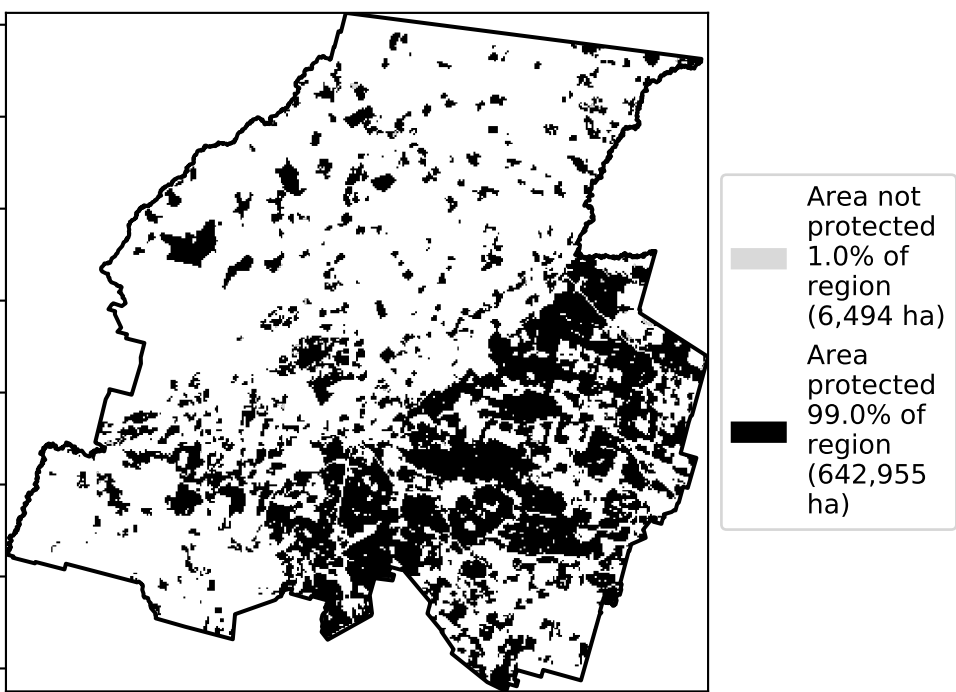 Area not
protected
1.0% of
region
(6,494 ha)
Area
protected
99.0% of
region
(642,955
ha)